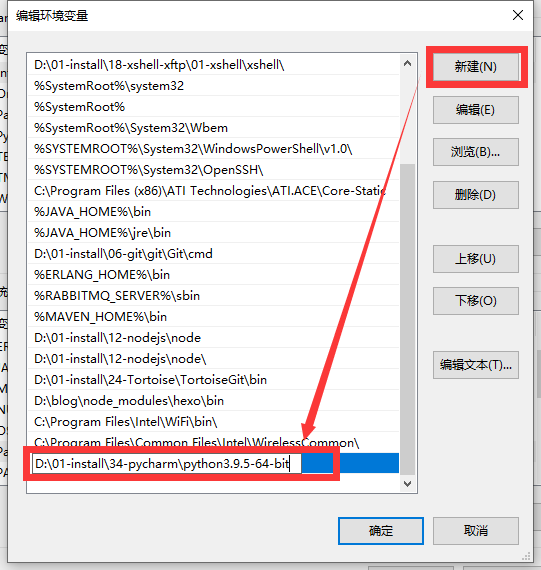 编辑环境变量
D:\01-install\18-xshell-xftp\01-xshell\xshell\
%SystemRoot%\system32
%SystemRoot%
%SystemRoot%\System32\Wbem
%SYSTEMROOT%\System32\WindowsPowerShell\v1.0\
%SYSTEMROOT%\System32\OpenSSH\
C:\Program Files (x86)\ATI Technologies\ATI.ACE\Core-Static
%JAVA_HOME%\bin
%JAVA_HOME%\jre\bin
D:\01-install\06-git\git\Git\cmd
%ERLANG_HOME%\bin
%RABBITMQ_SERVER%\sbin
%MAVEN_HOME%\bin
D:\01-install\12-nodejs\node
D:\01-install\12-nodejs\node\
D:\01-install\24-Tortoise\TortoiseGit\bin
D:\blog\node_modules\hexo\bin
C:\Program Files\Intel\WiFi\bin\
C:\Program Files\Common Files\Intel\WirelessCommon\
D:\01-install\34-pycharm\python3.9.5-64-bit
新建(N)
编辑(E)
浏览(B)...
删除(D)
上移(U)
下移(O)
编辑文本(T)...
确定
取消